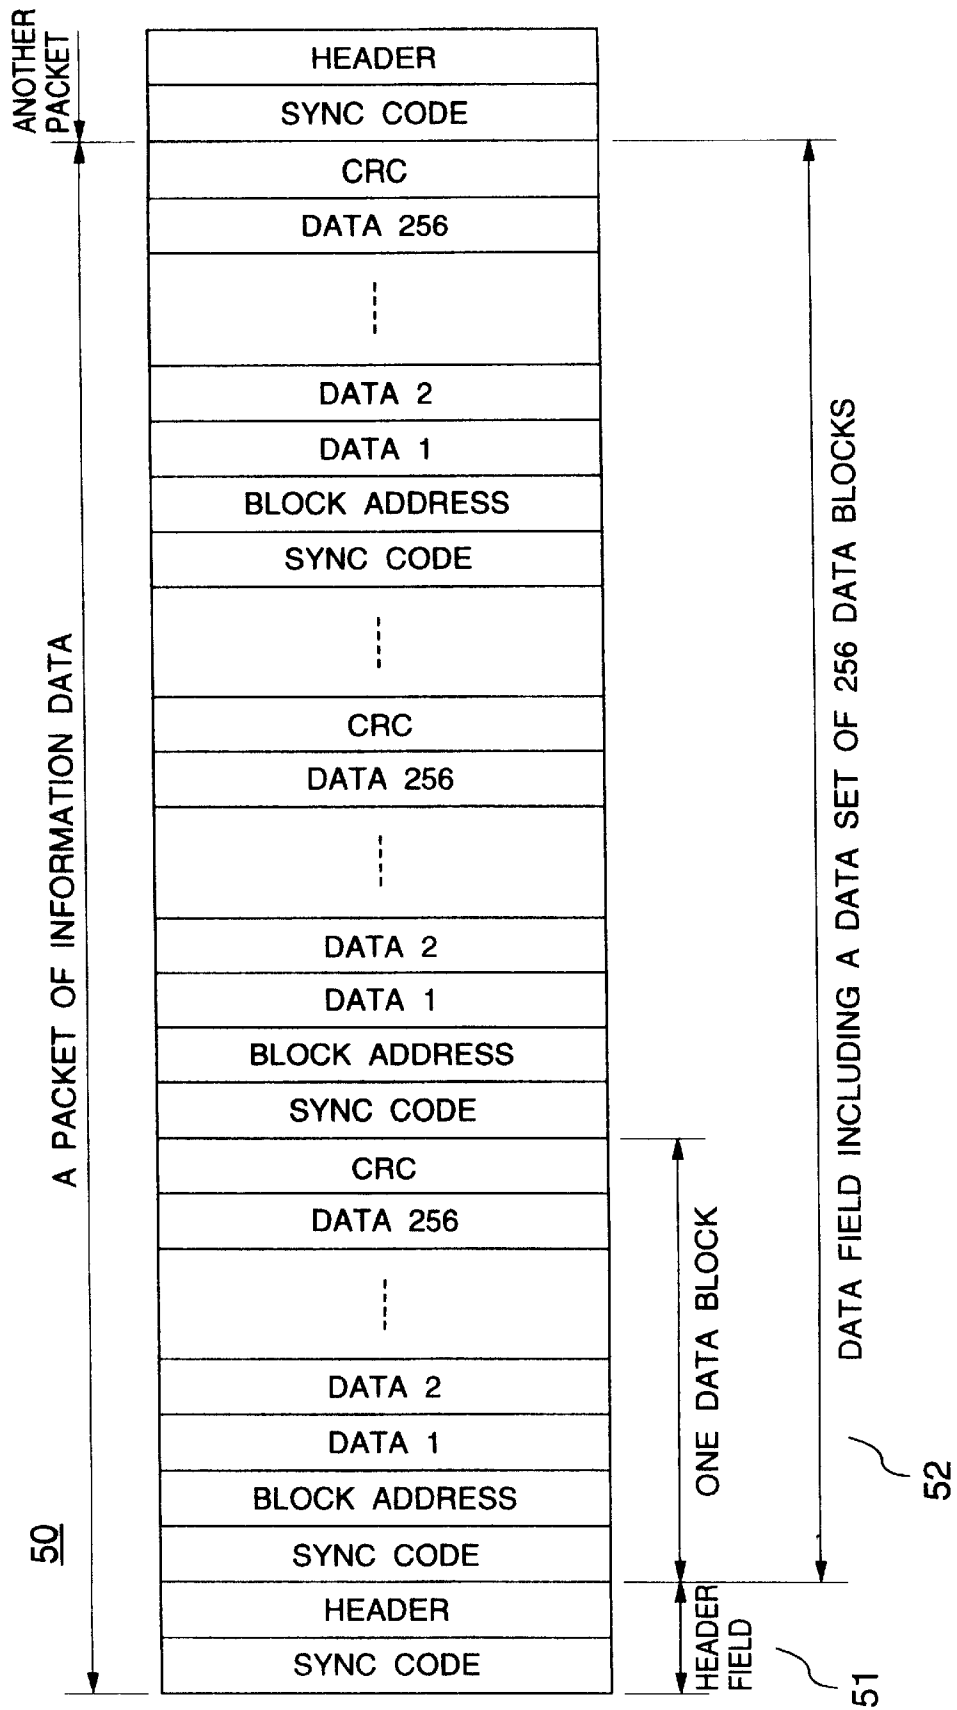 ANOTHER
PACKET
HEADER
SYNC CODE
CRC
DATA 256
DATA 2
DATA 1
BLOCK ADDRESS
SYNC CODE
CRC
DATA 256
DATA 2
DATA 1
BLOCK ADDRESS
SYNC CODE
CRC
DATA 256
DATA 2
DATA 1
BLOCK ADDRESS
SYNC CODE
HEADER
SYNC CODE
A PACKET OF INFORMATION DATA
50
ONE DATA BLOCK
HEADER
FIELD
51
DATA FIELD INCLUDING A DATA SET OF 256 DATA BLOCKS
52